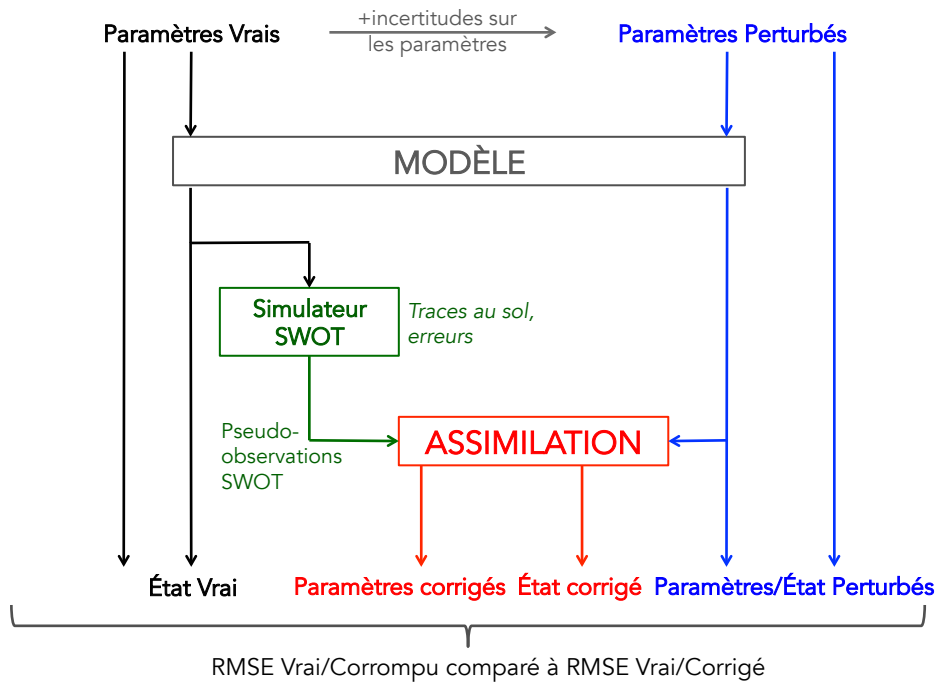 Paramètres Vrais
+incertitudes sur
les paramètres
Paramètres Perturbés
MODÈLE
Simulateur
SWOT
Traces au sol,
erreurs
Pseudo-
observations
SWOT
ASSIMILATION
État Vrai
Paramètres corrigés
État corrigé
Paramètres/État Perturbés
RMSE Vrai/Corrompu comparé à RMSE Vrai/Corrigé